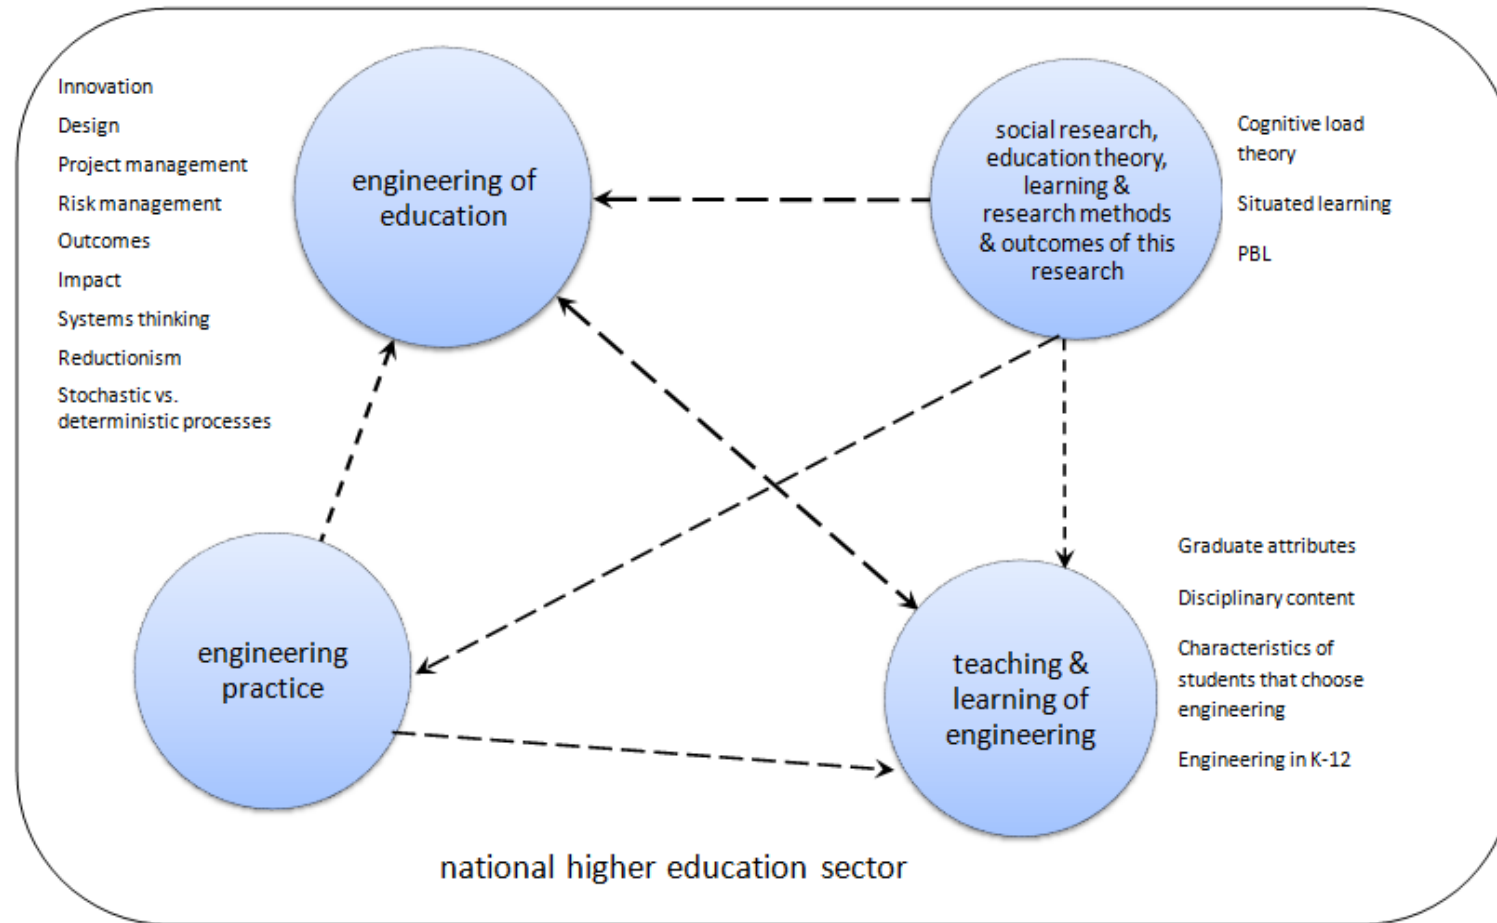 Innovation
Design
Project management
Risk management
Outcomes
Impact
Systems thinking
Reductionism
Stochastic vs.
deterministic processes
engineering of
education
social research,
education theory,
learning &
research methods
& outcomes of this
research
Cognitive load
theory
Situated learning
PBL
engineering
practice
teaching &
learning of
engineering
Graduate attributes
Disciplinary content
Characteristics of
students that choose
engineering
Engineering in K-12
national higher education sector